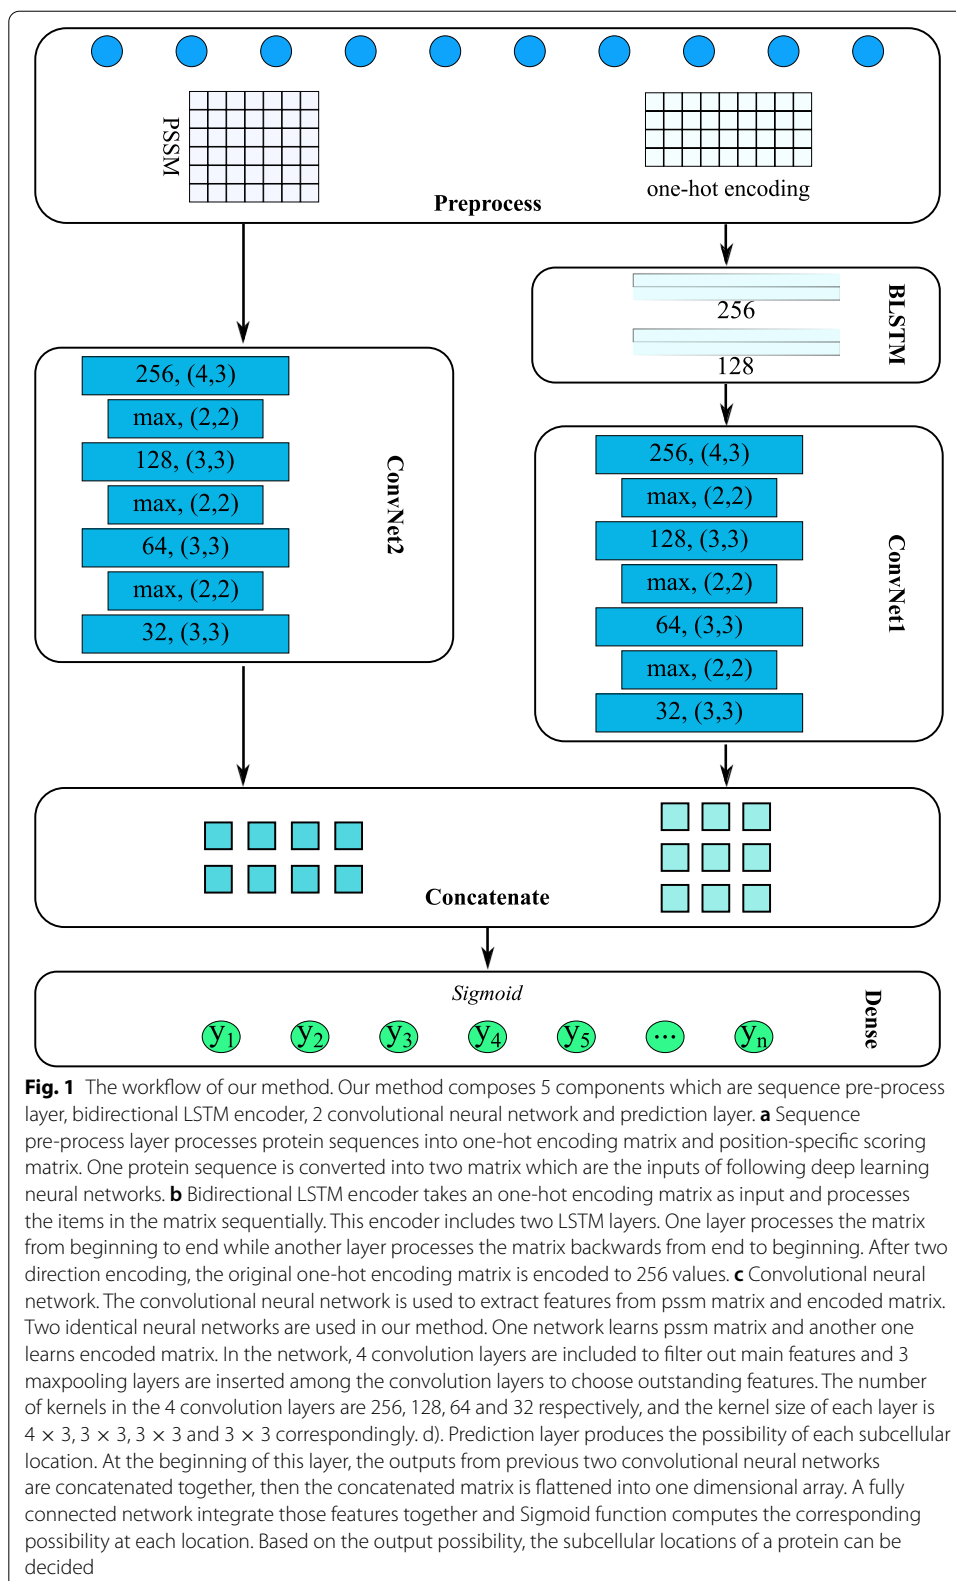 PSSM
one-hot encoding
Preprocess
256
128
BLSTM
256, (4,3)
max, (2,2)
128, (3,3)
max, (2,2)
64, (3,3)
max, (2,2)
32, (3,3)
ConvNet2
256, (4,3)
max, (2,2)
128, (3,3)
max, (2,2)
64, (3,3)
max, (2,2)
32, (3,3)
ConvNet1
Concatenate
Sigmoid
y1 y2 y3 y4 y5 ... yn
Dense
Fig. 1 The workflow of our method. Our method composes 5 components which are sequence pre-process
layer, bidirectional LSTM encoder, 2 convolutional neural network and prediction layer. a Sequence
pre-process layer processes protein sequences into one-hot encoding matrix and position-specific scoring
matrix. One protein sequence is converted into two matrix which are the inputs of following deep learning
neural networks. b Bidirectional LSTM encoder takes an one-hot encoding matrix as input and processes
the items in the matrix sequentially. This encoder includes two LSTM layers. One layer processes the matrix
from beginning to end while another layer processes the matrix backwards from end to beginning. After two
direction encoding, the original one-hot encoding matrix is encoded to 256 values. c Convolutional neural
network. The convolutional neural network is used to extract features from pssm matrix and encoded matrix.
Two identical neural networks are used in our method. One network learns pssm matrix and another one
learns encoded matrix. In the network, 4 convolution layers are included to filter out main features and 3
maxpooling layers are inserted among the convolution layers to choose outstanding features. The number
of kernels in the 4 convolution layers are 256, 128, 64 and 32 respectively, and the kernel size of each layer is
4 × 3, 3 × 3, 3 × 3 and 3 × 3 correspondingly. d). Prediction layer produces the possibility of each subcellular
location. At the beginning of this layer, the outputs from previous two convolutional neural networks
are concatenated together, then the concatenated matrix is flattened into one dimensional array. A fully
connected network integrate those features together and Sigmoid function computes the corresponding
possibility at each location. Based on the output possibility, the subcellular locations of a protein can be
decided